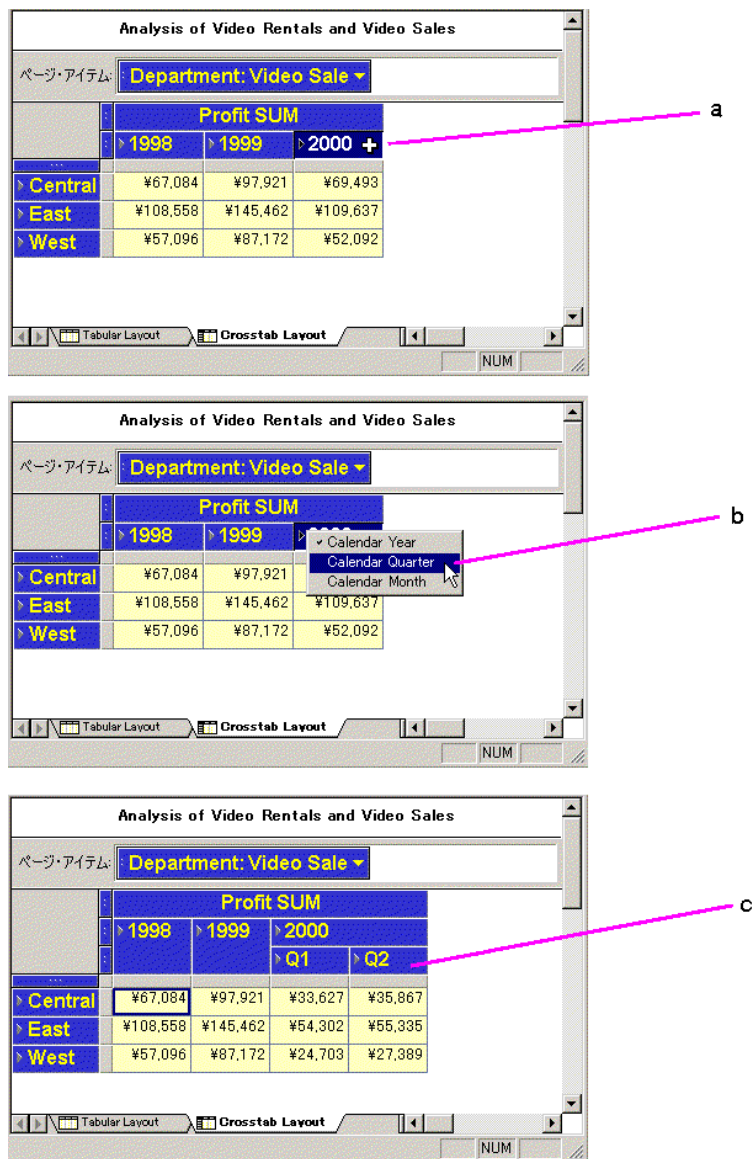 Analysis of Video Rentals and Video Sales
ページ・アイテム: Department: Video Sale
Profit SUM
1998 1999 2000
a
Central ¥67,084 ¥97,921 ¥69,493
East ¥108,558 ¥145,462 ¥109,637
West ¥57,096 ¥87,172 ¥52,092
Tabular Layout Crosstab Layout
NUM
Analysis of Video Rentals and Video Sales
ページ・アイテム: Department: Video Sale
Profit SUM
b
1998 1999
Calendar Year
Calendar Quarter
Calendar Month
Central ¥67,084 ¥97,921
East ¥108,558 ¥145,462 ¥109,637
West ¥57,096 ¥87,172 ¥52,092
Tabular Layout Crosstab Layout
NUM
Analysis of Video Rentals and Video Sales
ページ・アイテム: Department: Video Sale
Profit SUM
c
1998 1999 2000
Q1 Q2
Central ¥67,084 ¥97,921 ¥33,627 ¥35,867
East ¥108,558 ¥145,462 ¥54,302 ¥55,335
West ¥57,096 ¥87,172 ¥24,703 ¥27,389
Tabular Layout Crosstab Layout
NUM